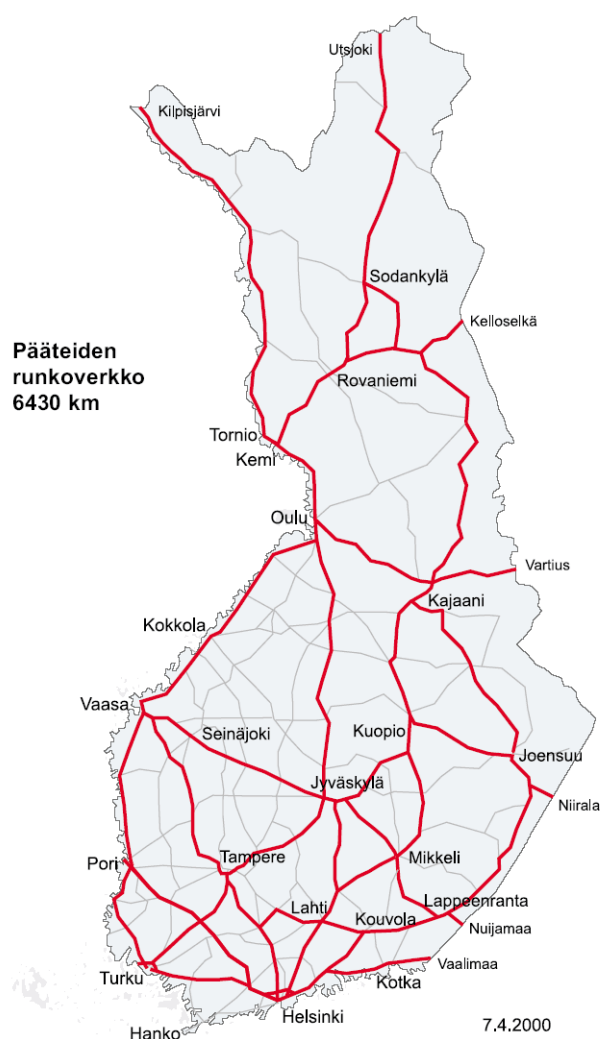 Utsjoki
Kilpisjärvi
Sodankylä
Kelloselkä
Pääteiden
runkoverkko
6430 km
Rovaniemi
Tornio
Kemi
Oulu
Vartius
Kajaani
Kokkola
Vaasa
Seinäjoki
Kuopio
Joensuu
Jyväskylä
Niirala
Pori
Tampere
Mikkeli
Lahti
Lappeenranta
Kouvola
Nuijamaa
Vaalimaa
Turku
Kotka
Helsinki
Hanko
7.4.2000